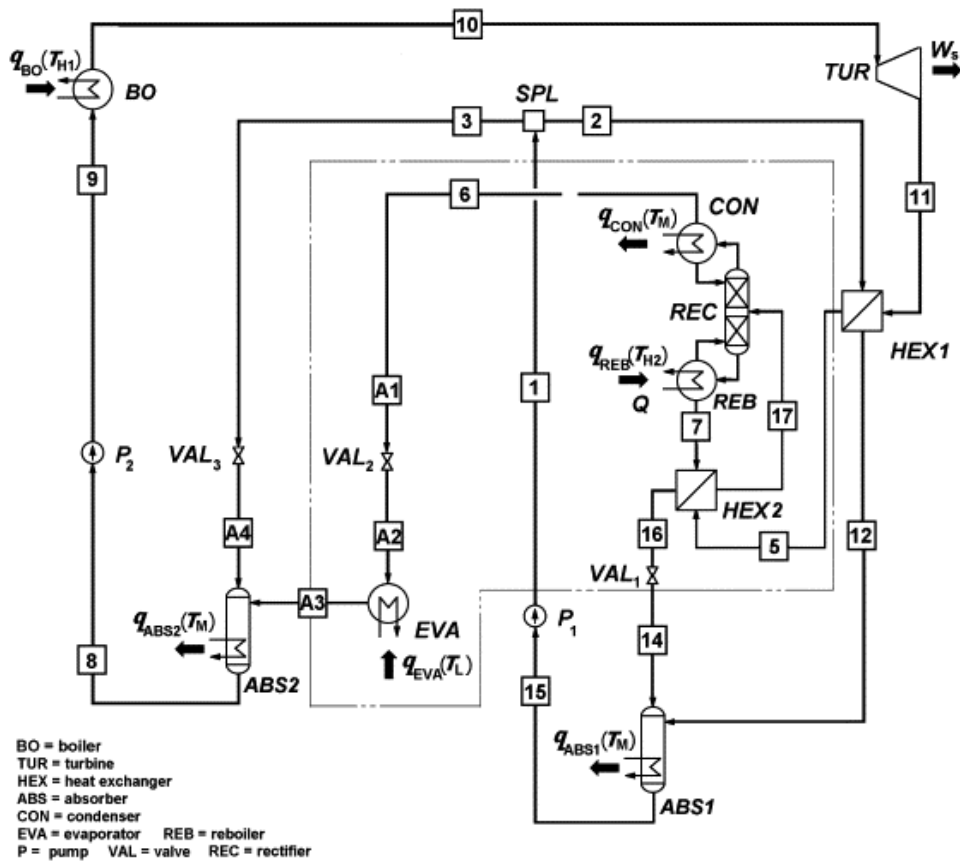 10
q_BO(T_H1)
BO
TUR
W_s
SPL
3
2
9
6
CON
q_CON(T_M)
11
REC
HEX1
q_REB(T_H2)
Q
REB
1
A1
7
17
P_2
VAL_3
VAL_2
HEX2
A4
A2
16
5
12
VAL_1
A3
EVA
P_1
q_ABS2(T_M)
8
ABS2
q_EVA(T_L)
14
15
q_ABS1(T_M)
ABS1
BO = boiler
TUR = turbine
HEX = heat exchanger
ABS = absorber
CON = condenser
EVA = evaporator REB = reboiler
P = pump VAL = valve REC = rectifier